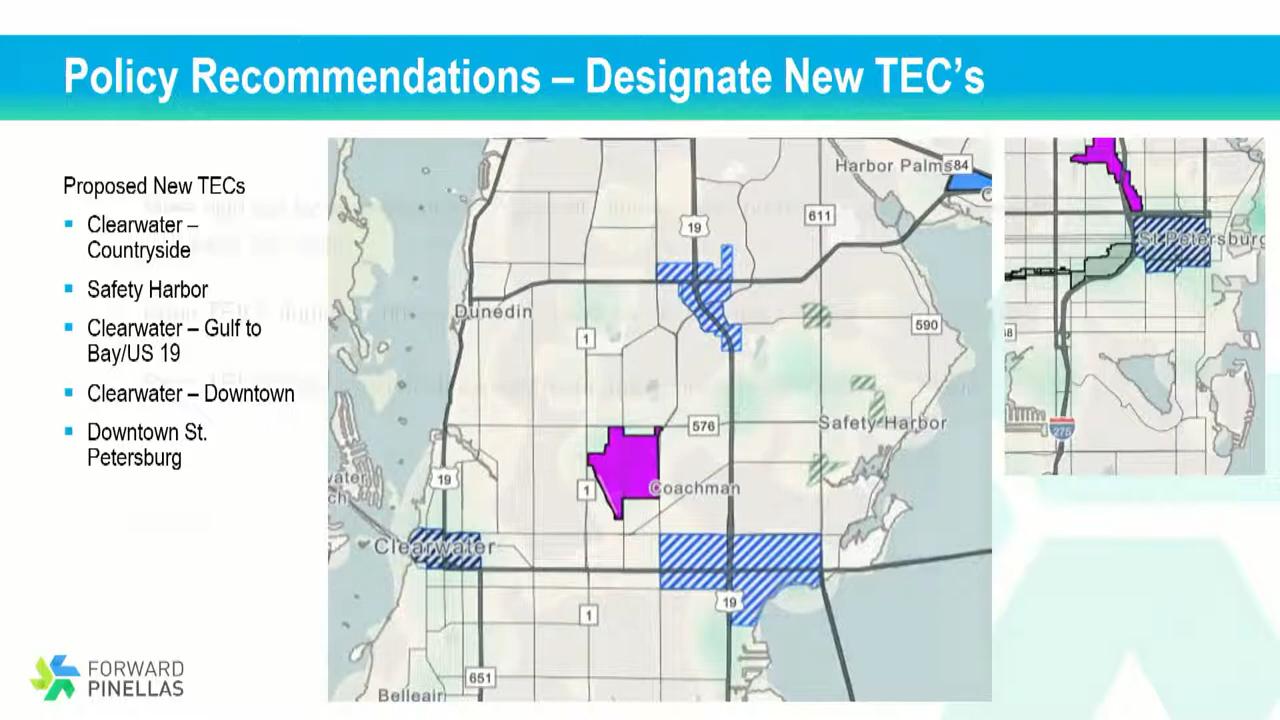 Policy Recommendations – Designate New TEC's
Proposed New TECs
Clearwater –
Countryside
Safety Harbor
Clearwater – Gulf to
Bay/US 19
Clearwater – Downtown
Downtown St.
Petersburg
Harbor Palms
84
611
19
Dunedin
1
590
576
Safety Harbor
19
1
Coachman
Clearwater
19
1
651
Belleair
St Petersburg
275
FORWARD
PINELLAS